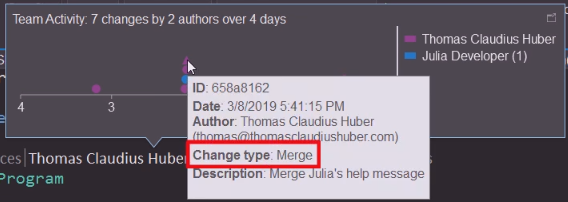 Team Activity: 7 changes by 2 authors over 4 days
Thomas Claudius Huber
Julia Developer (1)
ID: 658a8162
Date: 3/8/2019 5:41:15 PM
Author: Thomas Claudius Huber
(thomas@thomasclaudiushuber.com)
Change type: Merge
Description: Merge Julia's help message
4
3
ces|Thomas Claudius Huber
Program